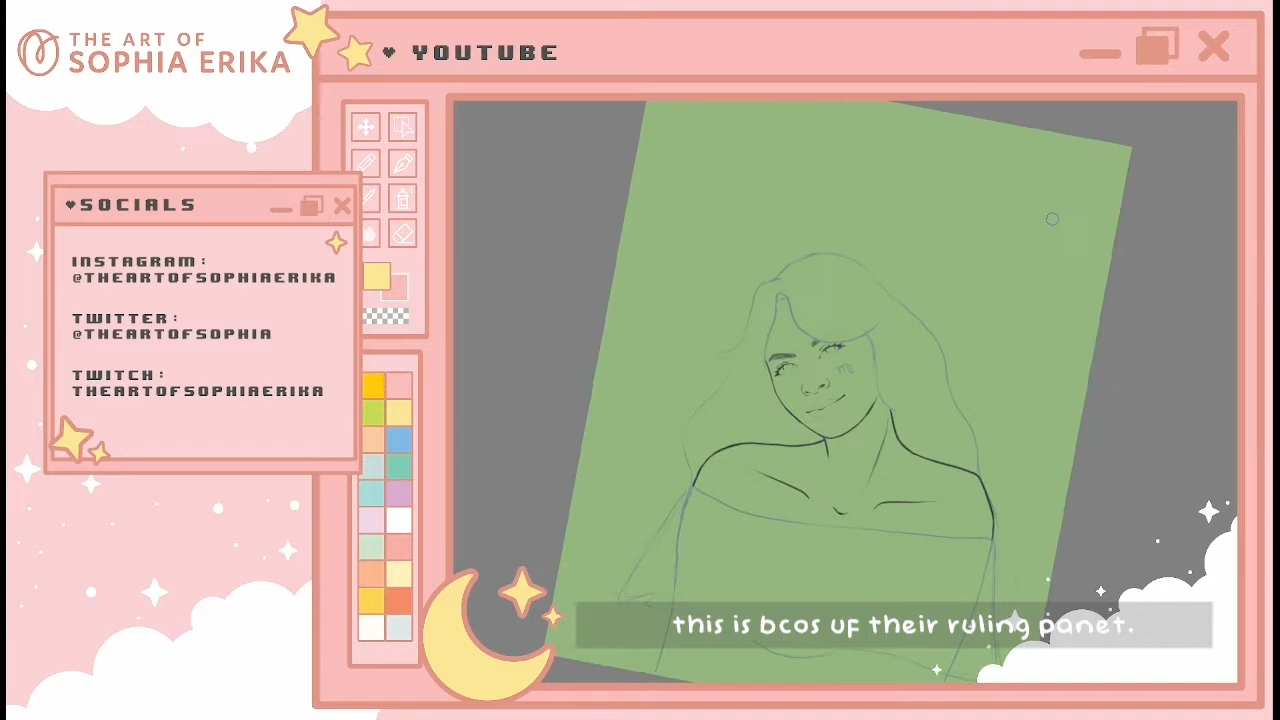 THE ART OF
SOPHIA ERIKA
YOUTUBE
SOCIALS
INSTAGRAM:
@THEARTOFSOPHIAERIKA
TWITTER:
@THEARTOFSOPHIA
TWITCH:
THEARTOFSOPHIAERIKA
this is bcos uf their ruling panet.